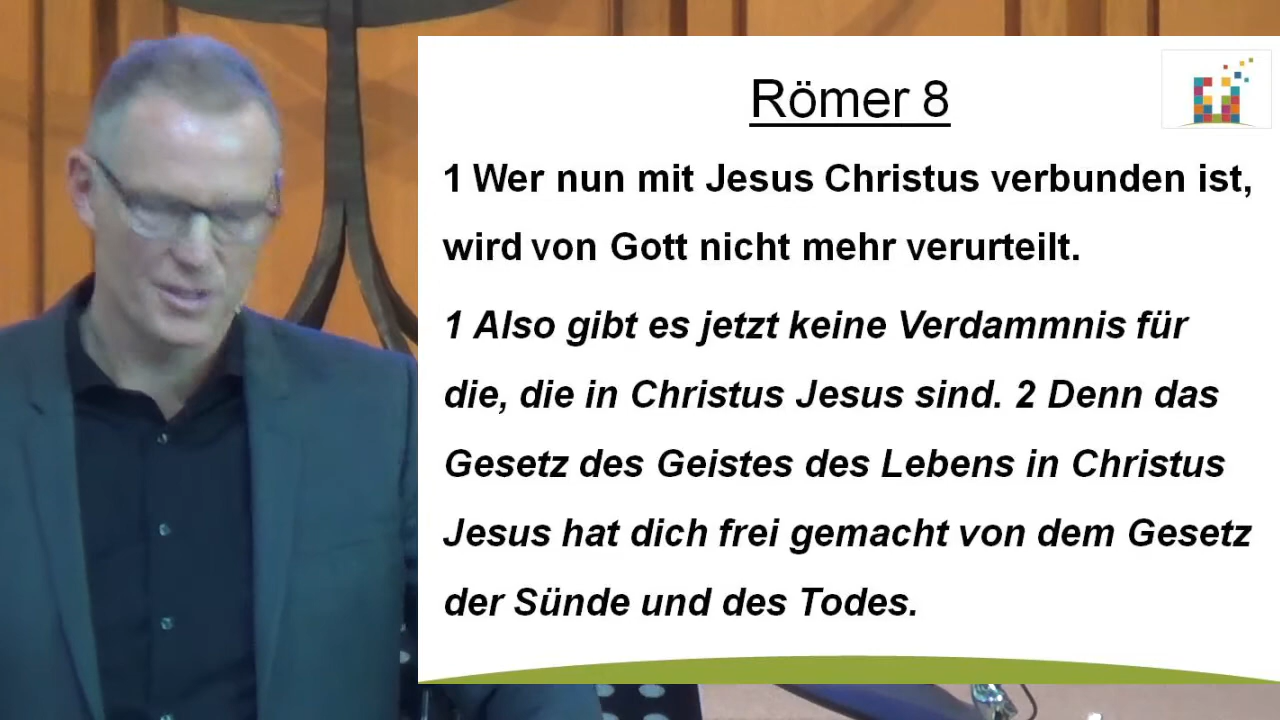 Römer 8
1 Wer nun mit Jesus Christus verbunden ist,
wird von Gott nicht mehr verurteilt.
1 Also gibt es jetzt keine Verdammnis für
die, die in Christus Jesus sind. 2 Denn das
Gesetz des Geistes des Lebens in Christus
Jesus hat dich frei gemacht von dem Gesetz
der Sünde und des Todes.